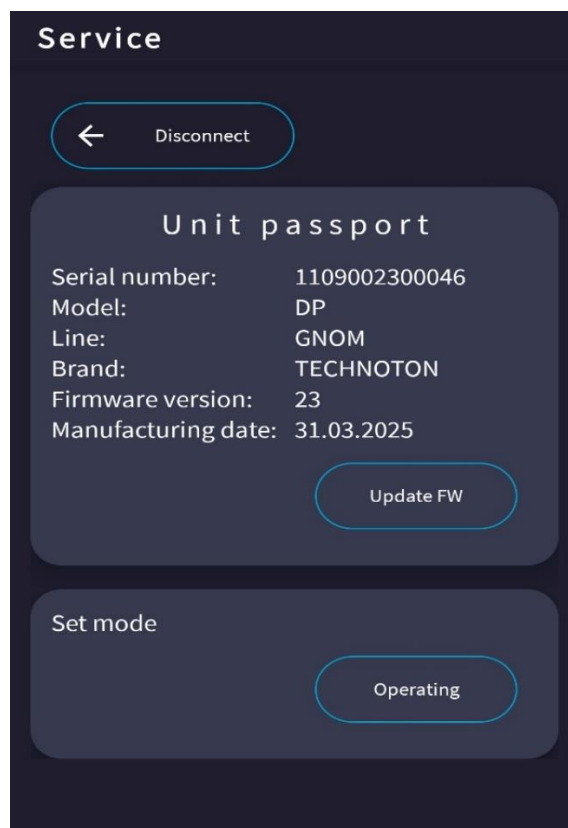 Service
Disconnect
Unit passport
Serial number: 1109002300046
Model: DP
Line: GNOM
Brand: TECHNOTON
Firmware version: 23
Manufacturing date: 31.03.2025
Update FW
Set mode
Operating